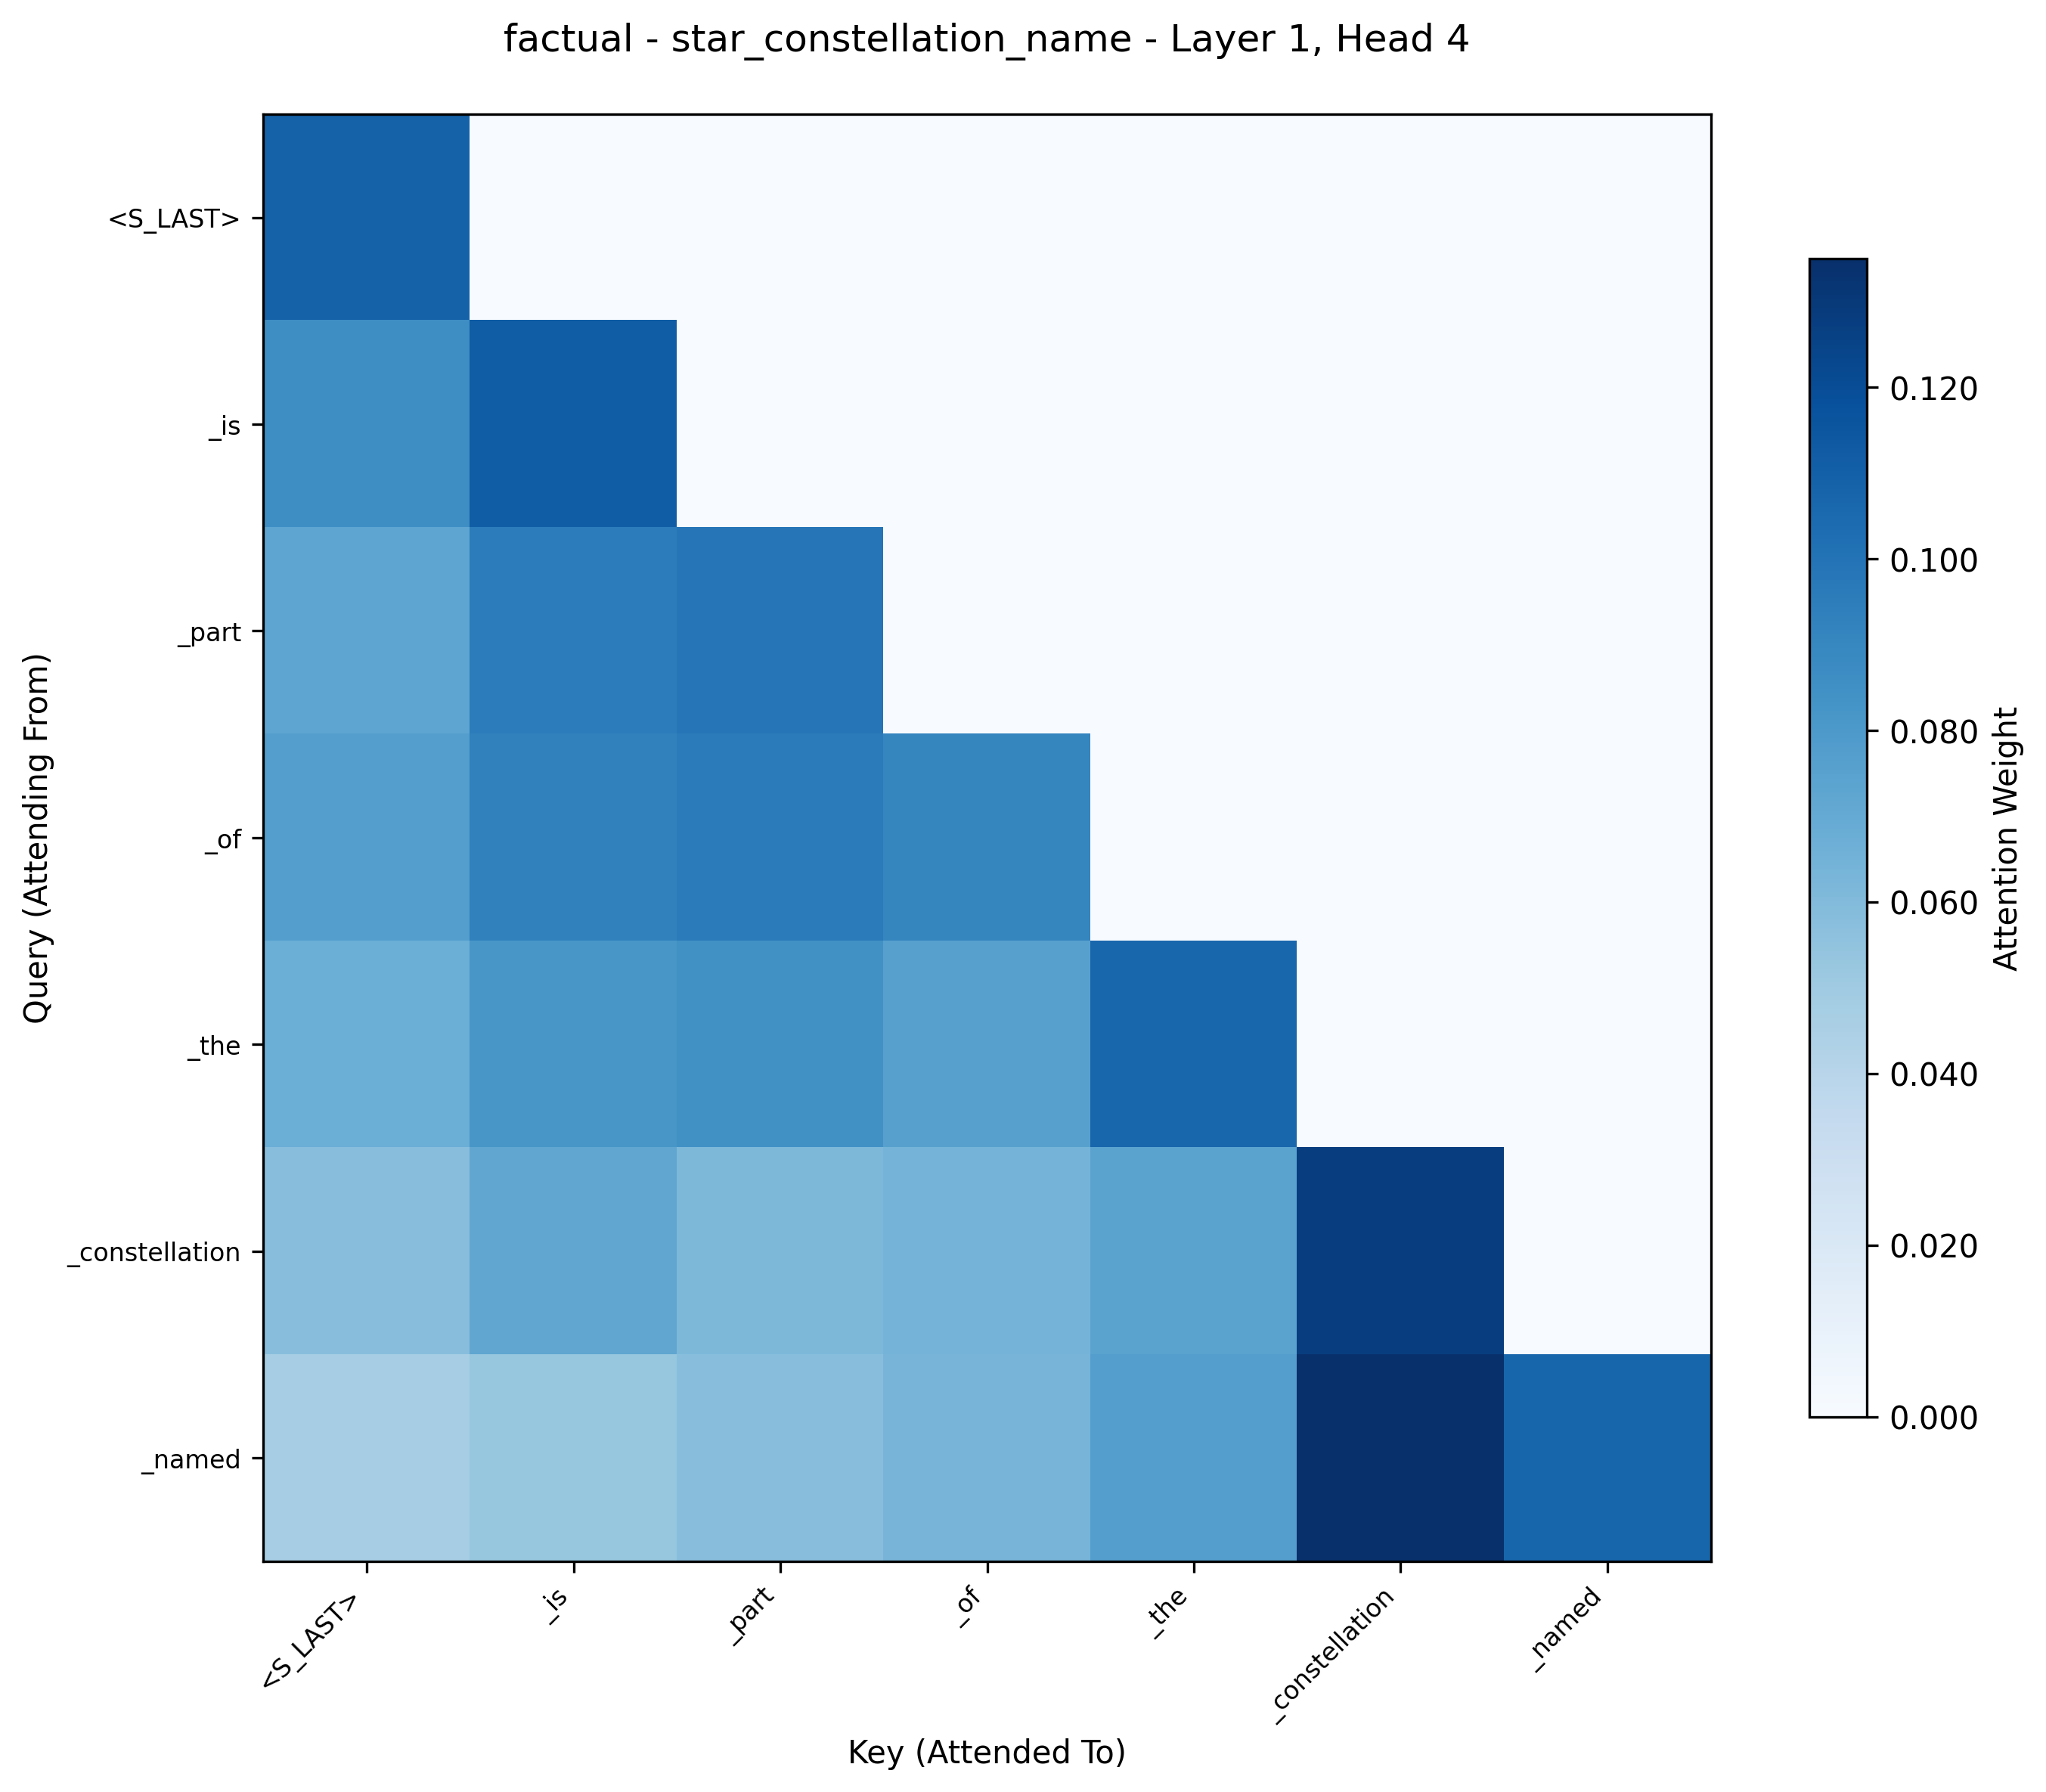 factual - star_constellation_name - Layer 1, Head 4
Query (Attending From)
<S_LAST>
_is
_part
_of
_the
_constellation
_named
<S_LAST>
_is
_part
_of
_the
_constellation
_named
Key (Attended To)
0.120
0.100
0.080
0.060
0.040
0.020
0.000
Attention Weight